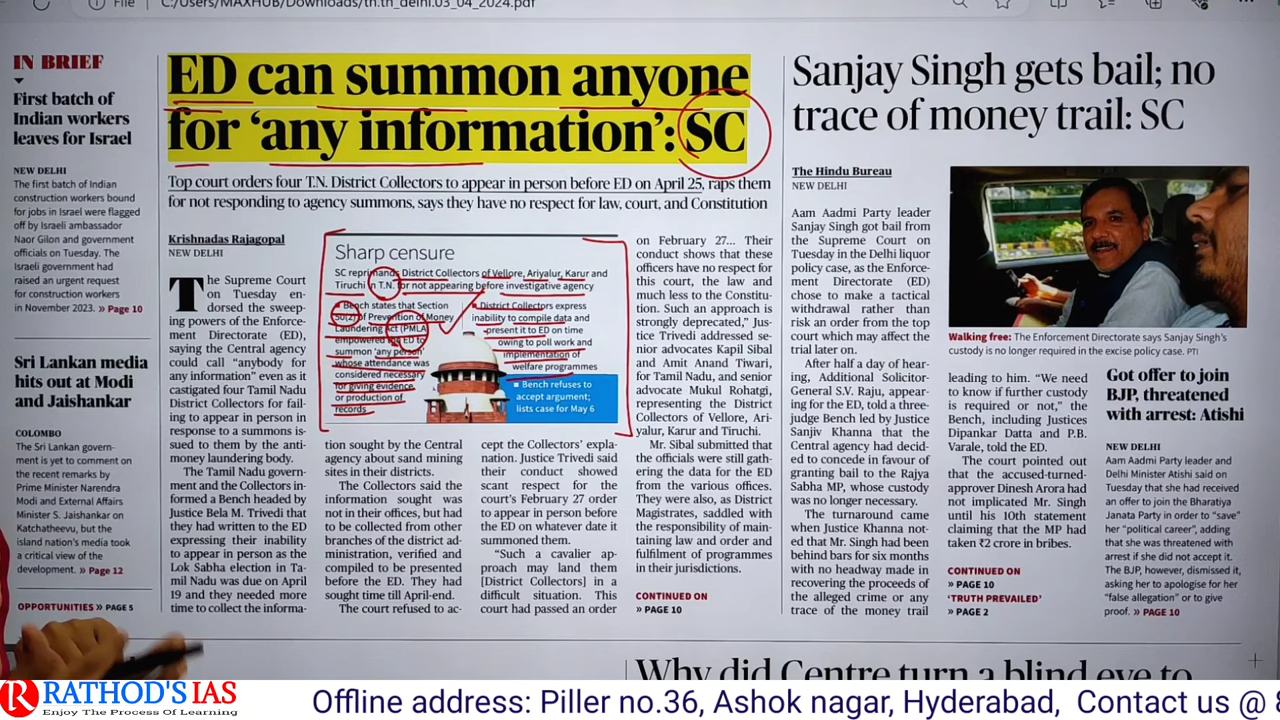 File
C:/Users/MAXHUB/Downloads/th.th_delhi.03_04_2024.pdf
IN BRIEF
First batch of
Indian workers
leaves for Israel
NEW DELHI
The first batch of Indian
construction workers bound
for jobs in Israel were flagged
off by Israeli ambassador
Naor Gilon and government
officials on Tuesday. The
Israeli government had
raised an urgent request
for construction workers
in November 2023. » Page 10
Sri Lankan media
hits out at Modi
and Jaishankar
COLOMBO
The Sri Lankan govern-
ment is yet to comment on
the recent remarks by
Prime Minister Narendra
Modi and External Affairs
Minister S. Jaishankar on
Katchatheevu, but the
island nation's media took
a critical view of the
development. » Page 12
OPPORTUNITIES » PAGE 5
ED can summon anyone
for ‘any information’: SC
Top court orders four T.N. District Collectors to appear in person before ED on April 25, raps them
for not responding to agency summons, says they have no respect for law, court, and Constitution
Krishnadas Rajagopal
NEW DELHI
The Supreme Court
on Tuesday en-
dorsed the sweep-
ing powers of the Enforce-
ment Directorate (ED),
saying the Central agency
could call “anybody for
any information” even as it
castigated four Tamil Nadu
District Collectors for fail-
ing to appear in person in
response to a summons is-
sued to them by the anti-
money laundering body.
The Tamil Nadu govern-
ment and the Collectors in-
formed a Bench headed by
Justice Bela M. Trivedi that
they had written to the ED
expressing their inability
to appear in person as the
Lok Sabha election in Ta-
mil Nadu was due on April
19 and they needed more
time to collect the informa-
Sharp censure
SC reprimands District Collectors of Vellore, Ariyalur, Karur and
Tiruchi in T.N. for not appearing before investigative agency
■ Bench states that Section
50(2) of Prevention of Money
Laundering Act (PMLA
empowered the ED to
summon ‘any person’
whose attendance was
considered necessary
for giving evidence,
or production of
records
■ District Collectors express
inability to compile data and
present it to ED on time
owing to poll work and
implementation of
welfare programmes
■ Bench refuses to
accept argument;
lists case for May 6
tion sought by the Central
agency about sand mining
sites in their districts.
The Collectors said the
information sought was
not in their offices, but had
to be collected from other
branches of the district ad-
ministration, verified and
compiled to be presented
before the ED. They had
sought time till April-end.
The court refused to ac-
cept the Collectors' expla-
nation. Justice Trivedi said
their conduct showed
scant respect for the
court's February 27 order
to appear in person before
the ED on whatever date it
summoned them.
“Such a cavalier ap-
proach may land them
[District Collectors] in a
difficult situation. This
court had passed an order
on February 27... Their
conduct shows that these
officers have no respect for
this court, the law and
much less to the Constitu-
tion. Such an approach is
strongly deprecated,” Jus-
tice Trivedi addressed se-
nior advocates Kapil Sibal
and Amit Anand Tiwari,
for Tamil Nadu, and senior
advocate Mukul Rohatgi,
representing the District
Collectors of Vellore, Ari-
yalur, Karur and Tiruchi.
Mr. Sibal submitted that
the officials were still gath-
ering the data for the ED
from the various offices.
They were also, as District
Magistrates, saddled with
the responsibility of main-
taining law and order and
fulfilment of programmes
in their jurisdictions.
CONTINUED ON
» PAGE 10
Sanjay Singh gets bail; no
trace of money trail: SC
The Hindu Bureau
NEW DELHI
Aam Aadmi Party leader
Sanjay Singh got bail from
the Supreme Court on
Tuesday in the Delhi liquor
policy case, as the Enforce-
ment Directorate (ED)
chose to make a tactical
withdrawal rather than
risk an order from the top
court which may affect the
trial later on.
After half a day of hear-
ing, Additional Solicitor-
General S.V. Raju, appear-
ing for the ED, told a three-
judge Bench led by Justice
Sanjiv Khanna that the
Central agency had decid-
ed to concede in favour of
granting bail to the Rajya
Sabha MP, whose custody
was no longer necessary.
The turnaround came
when Justice Khanna not-
ed that Mr. Singh had been
behind bars for six months
with no headway made in
recovering the proceeds of
the alleged crime or any
trace of the money trail
Walking free: The Enforcement Directorate says Sanjay Singh's
custody is no longer required in the excise policy case. PTI
leading to him. “We need
to know if further custody
is required or not,” the
Bench, including Justices
Dipankar Datta and P.B.
Varale, told the ED.
The court pointed out
that the accused-turned-
approver Dinesh Arora had
not implicated Mr. Singh
until his 10th statement
claiming that the MP had
taken ₹2 crore in bribes.
CONTINUED ON
» PAGE 10
‘TRUTH PREVAILED’
» PAGE 2
Got offer to join
BJP, threatened
with arrest: Atishi
NEW DELHI
Aam Aadmi Party leader and
Delhi Minister Atishi said on
Tuesday that she had received
an offer to join the Bharatiya
Janata Party in order to “save”
her “political career”, adding
that she was threatened with
arrest if she did not accept it.
The BJP, however, dismissed it,
asking her to apologise for her
“false allegation” or to give
proof. » PAGE 10
Why did Centre turn a blind eye to
RATHOD'S IAS
Enjoy The Process Of Learning
Offline address: Piller no.36, Ashok nagar, Hyderabad, Contact us @